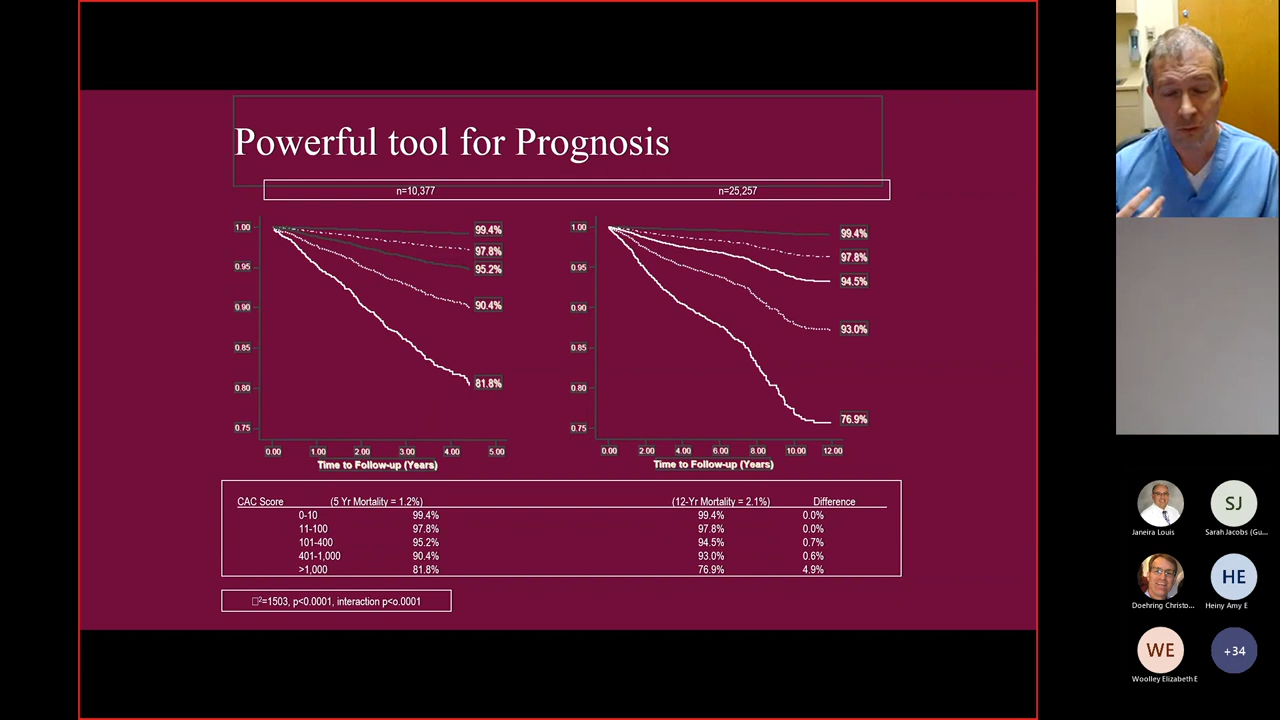 Powerful tool for Prognosis
n=10,377 n=25,257
1.00
0.95
0.90
0.85
0.80
0.75
99.4%
97.8%
95.2%
90.4%
81.8%
0.00 1.00 2.00 3.00 4.00 5.00
Time to Follow-up (Years)
1.00
0.95
0.90
0.85
0.80
0.75
99.4%
97.8%
94.5%
93.0%
76.9%
0.00 2.00 4.00 6.00 8.00 10.00 12.00
Time to Follow-up (Years)
CAC Score (5 Yr Mortality = 1.2%) (12-Yr Mortality = 2.1%) Difference
0-10 99.4% 99.4% 0.0%
11-100 97.8% 97.8% 0.0%
101-400 95.2% 94.5% 0.7%
401-1,000 90.4% 93.0% 0.6%
>1,000 81.8% 76.9% 4.9%
□²=1503, p<0.0001, interaction p<o.0001
SJ
Janeira Louis Sarah Jacobs (Gu...
HE
Doehring Christo... Heiny Amy E
WE +34
Woolley Elizabeth E